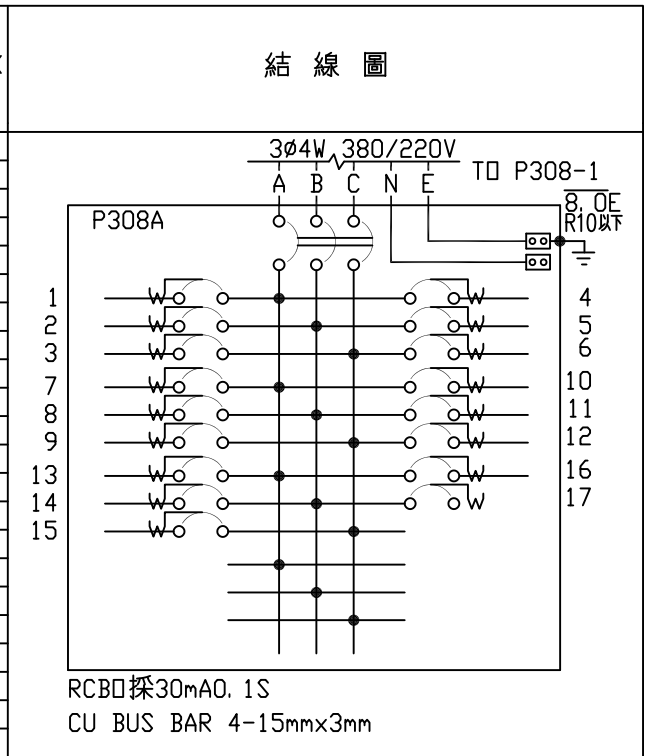 結線圖
3ø4W 380/220V
TO P308-1
A B C N E
8.0E
R10以下
P308A
1 4
2 5
3 6
7 10
8 11
9 12
13 16
14 17
15
RCBO採30mA0.1S
CU BUS BAR 4-15mmx3mm